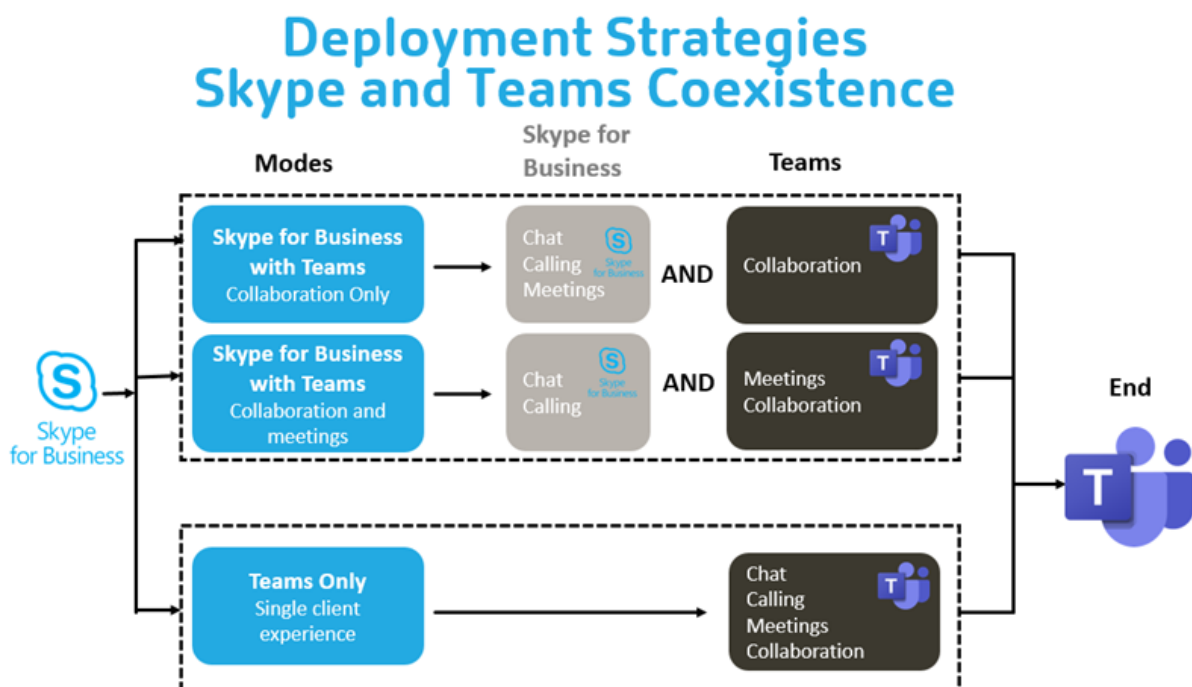 Deployment Strategies
Skype and Teams Coexistence
Modes
Skype for
Business
Teams
Skype for Business
with Teams
Collaboration Only
Chat
Calling
Meetings
S
Skype
for Business
AND
Collaboration
T
Skype for Business
with Teams
Collaboration and
meetings
Chat
Calling
S
Skype
for Business
AND
Meetings
Collaboration
T
S
Skype
for Business
End
T
Teams Only
Single client
experience
Chat
Calling
Meetings
Collaboration
T